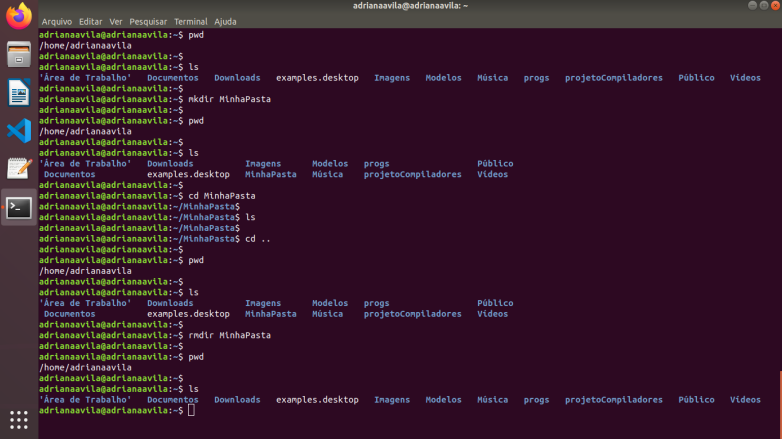 adrianaavila@adrianaavila: ~
Arquivo Editar Ver Pesquisar Terminal Ajuda
adrianaavila@adrianaavila:~$ pwd
/home/adrianaavila
adrianaavila@adrianaavila:~$
adrianaavila@adrianaavila:~$ ls
'Área de Trabalho' Documentos Downloads examples.desktop Imagens Modelos Música progs projetoCompiladores Público Vídeos
adrianaavila@adrianaavila:~$
adrianaavila@adrianaavila:~$ mkdir MinhaPasta
adrianaavila@adrianaavila:~$
adrianaavila@adrianaavila:~$ pwd
/home/adrianaavila
adrianaavila@adrianaavila:~$
adrianaavila@adrianaavila:~$ ls
'Área de Trabalho' Downloads Imagens Modelos progs Público
Documentos examples.desktop MinhaPasta Música projetoCompiladores Vídeos
adrianaavila@adrianaavila:~$
adrianaavila@adrianaavila:~$ cd MinhaPasta
adrianaavila@adrianaavila:~/MinhaPasta$
adrianaavila@adrianaavila:~/MinhaPasta$ ls
adrianaavila@adrianaavila:~/MinhaPasta$
adrianaavila@adrianaavila:~/MinhaPasta$ cd ..
adrianaavila@adrianaavila:~$
adrianaavila@adrianaavila:~$ pwd
/home/adrianaavila
adrianaavila@adrianaavila:~$
adrianaavila@adrianaavila:~$ ls
'Área de Trabalho' Downloads Imagens Modelos progs Público
Documentos examples.desktop MinhaPasta Música projetoCompiladores Vídeos
adrianaavila@adrianaavila:~$
adrianaavila@adrianaavila:~$ rmdir MinhaPasta
adrianaavila@adrianaavila:~$
adrianaavila@adrianaavila:~$ pwd
/home/adrianaavila
adrianaavila@adrianaavila:~$
adrianaavila@adrianaavila:~$ ls
'Área de Trabalho' Documentos Downloads examples.desktop Imagens Modelos Música progs projetoCompiladores Público Vídeos
adrianaavila@adrianaavila:~$